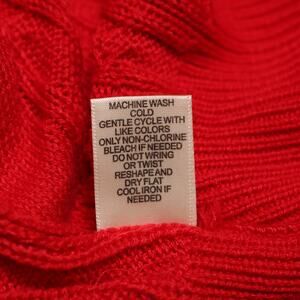 MACHINE WASH
COLD
GENTLE CYCLE WITH
LIKE COLORS
ONLY NON-CHLORINE
BLEACH IF NEEDED
DO NOT WRING
OR TWIST
RESHAPE AND
DRY FLAT
COOL IRON IF
NEEDED